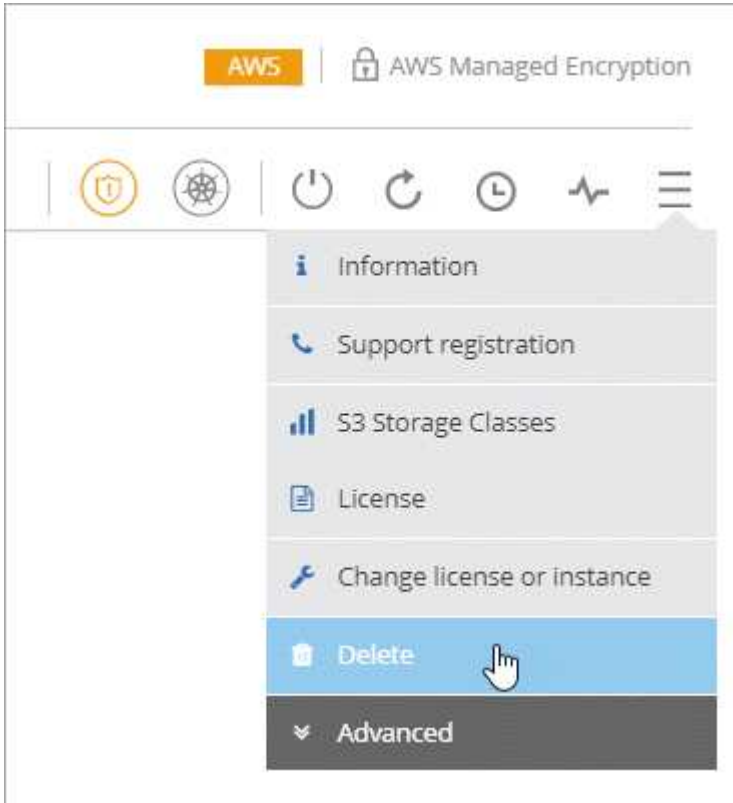 AWS
AWS Managed Encryption
Information
Support registration
S3 Storage Classes
License
Change license or instance
Delete
Advanced